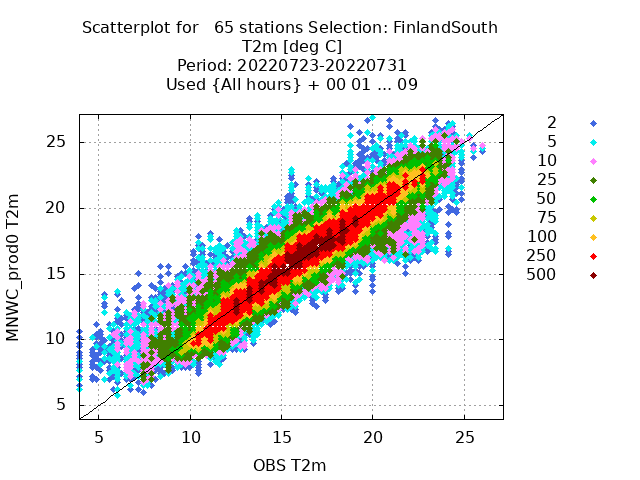 Scatterplot for   65 stations Selection: FinlandSouth
T2m [deg C]
Period: 20220723-20220731
Used {All hours} + 00 01 ... 09
MNWC_prod0 T2m
25
20
15
10
5
5 10 15 20 25
OBS T2m
2
5
10
25
50
75
100
250
500